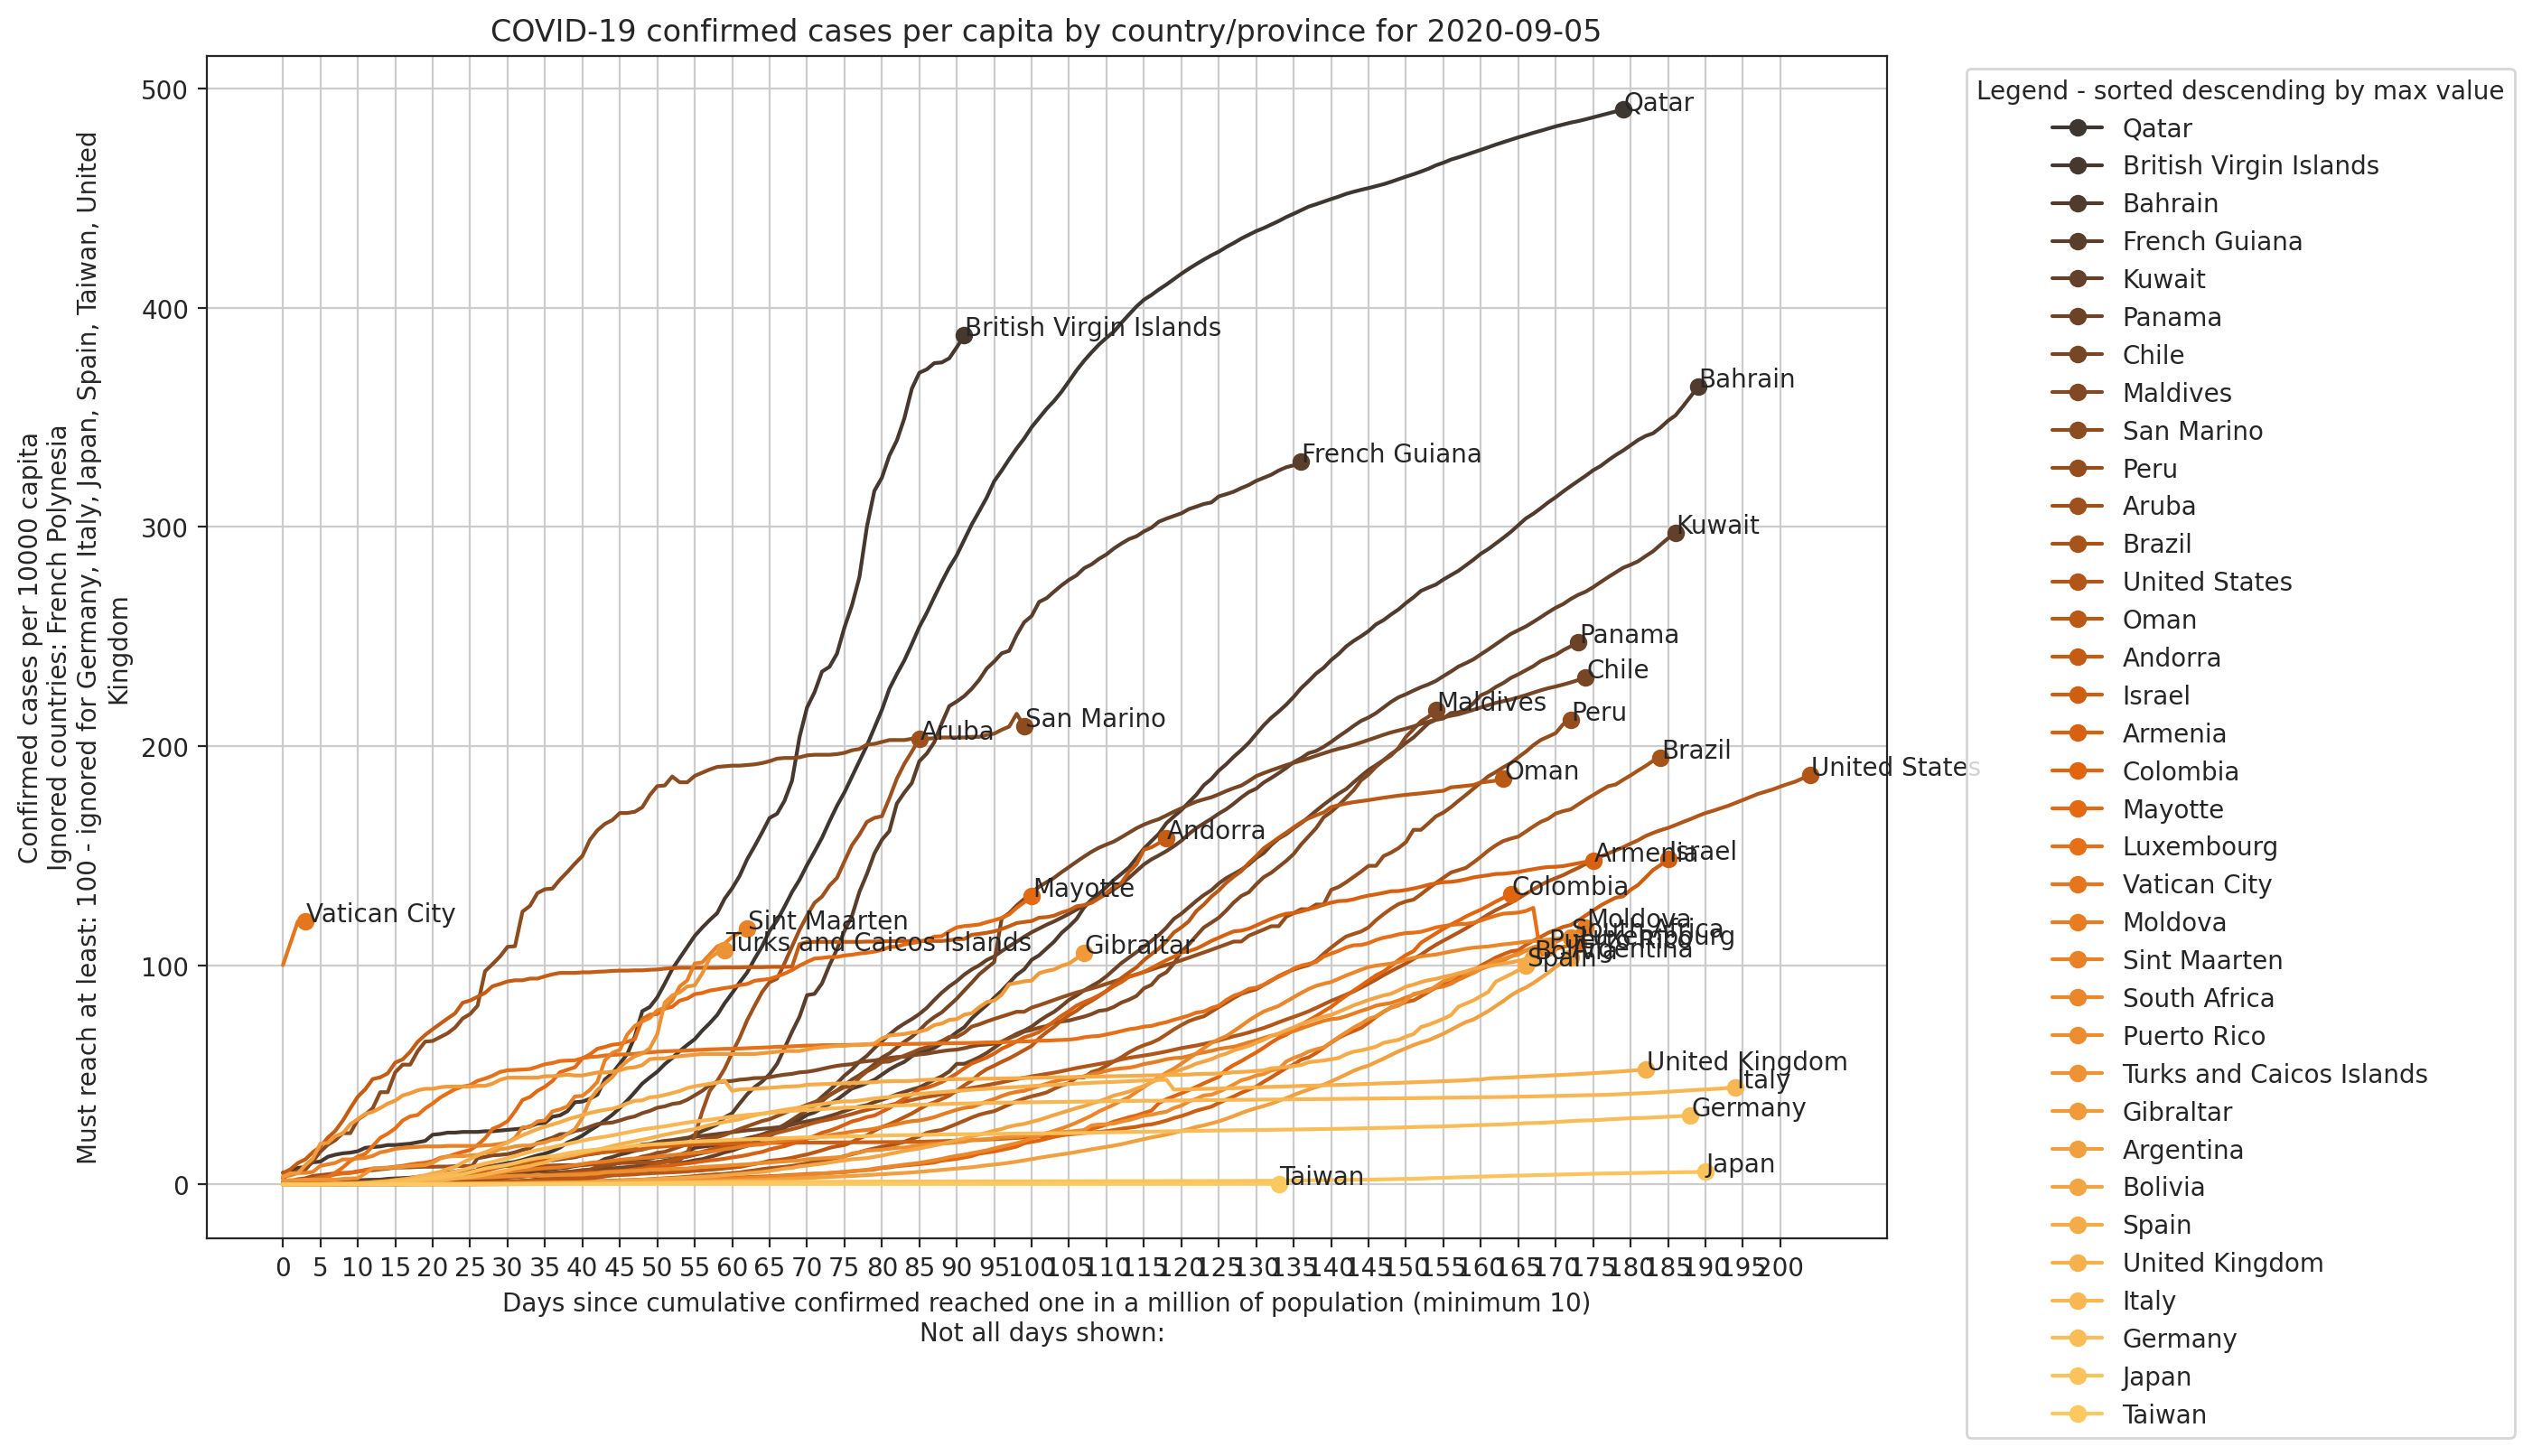 COVID-19 confirmed cases per capita by country/province for 2020-09-05
Confirmed cases per 10000 capita
Ignored countries: French Polynesia
Must reach at least: 100 - ignored for Germany, Italy, Japan, Spain, Taiwan, United
Kingdom
500
400
300
200
100
0
Qatar
British Virgin Islands
Bahrain
French Guiana
Kuwait
Panama
Chile
Maldives
Peru
San Marino
Aruba
Brazil
United States
Oman
Andorra
Armenia
Israel
Colombia
Mayotte
Vatican City
Sint Maarten
Turks and Caicos Islands
Gibraltar
Moldova
South Africa
Luxembourg
Puerto Rico
Argentina
Bolivia
Spain
United Kingdom
Italy
Germany
Japan
Taiwan
0 5 10 15 20 25 30 35 40 45 50 55 60 65 70 75 80 85 90 95 100 105 110 115 120 125 130 135 140 145 150 155 160 165 170 175 180 185 190 195 200
Days since cumulative confirmed reached one in a million of population (minimum 10)
Not all days shown:
Legend - sorted descending by max value
Qatar
British Virgin Islands
Bahrain
French Guiana
Kuwait
Panama
Chile
Maldives
San Marino
Peru
Aruba
Brazil
United States
Oman
Andorra
Israel
Armenia
Colombia
Mayotte
Luxembourg
Vatican City
Moldova
Sint Maarten
South Africa
Puerto Rico
Turks and Caicos Islands
Gibraltar
Argentina
Bolivia
Spain
United Kingdom
Italy
Germany
Japan
Taiwan